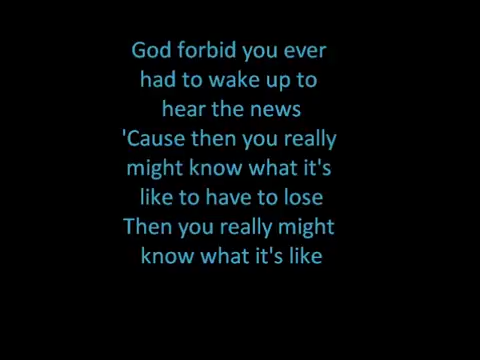 God forbid you ever
had to wake up to
hear the news
'Cause then you really
might know what it's
like to have to lose
Then you really might
know what it's like